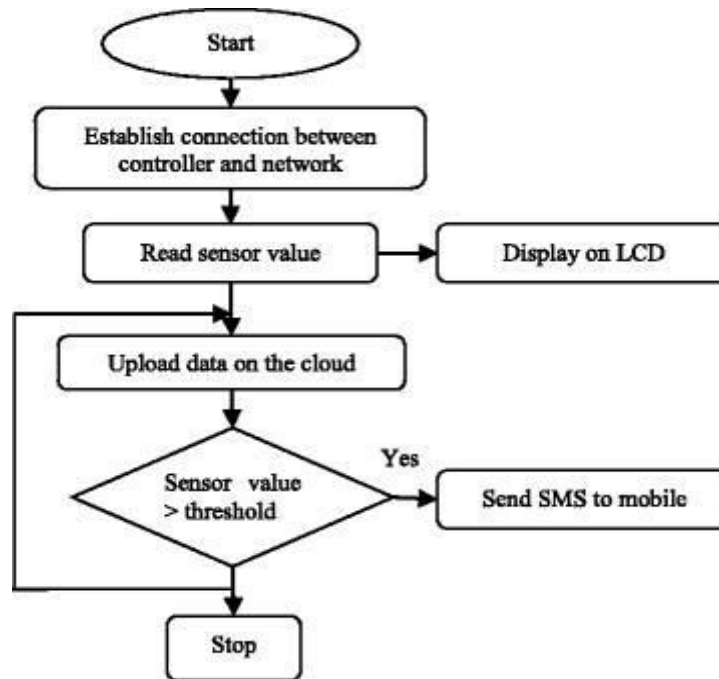 Start
Establish connection between
controller and network
Read sensor value
Display on LCD
Upload data on the cloud
Sensor value
> threshold
Yes
Send SMS to mobile
Stop